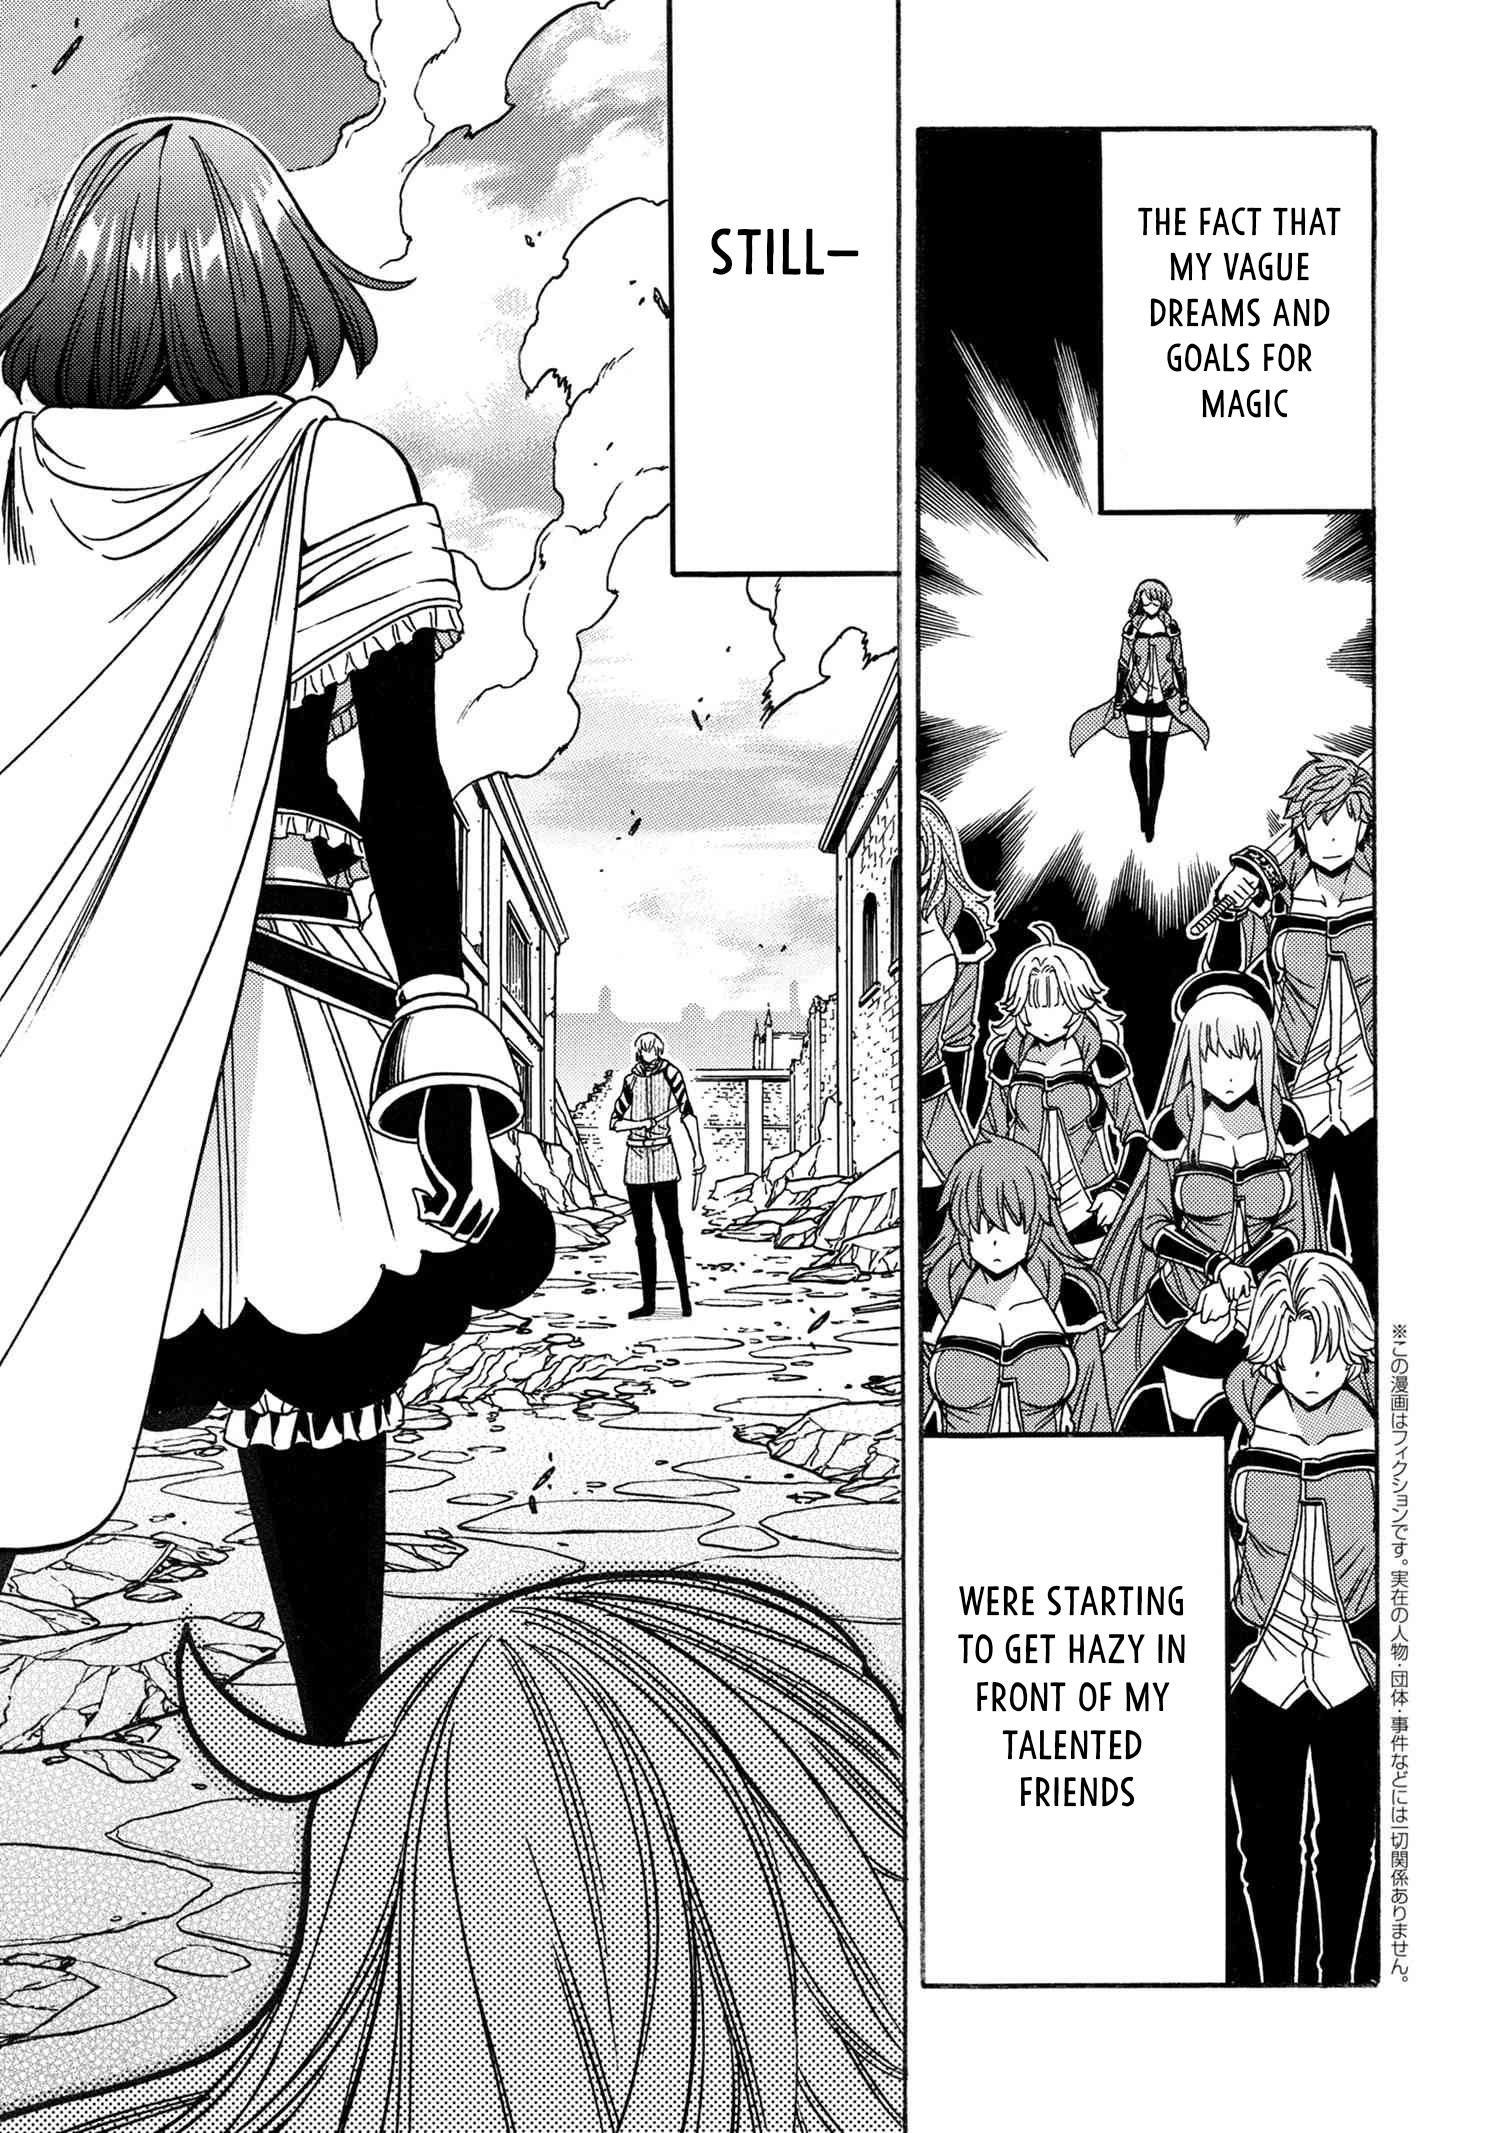 THE FACT THAT
MY VAGUE
DREAMS AND
GOALS FOR
MAGIC
WERE STARTING
TO GET HAZY IN
FRONT OF MY
TALENTED
FRIENDS
STILL–
※この漫画はフィクションです。実在の人物・団体・事件などには一切関係ありません。